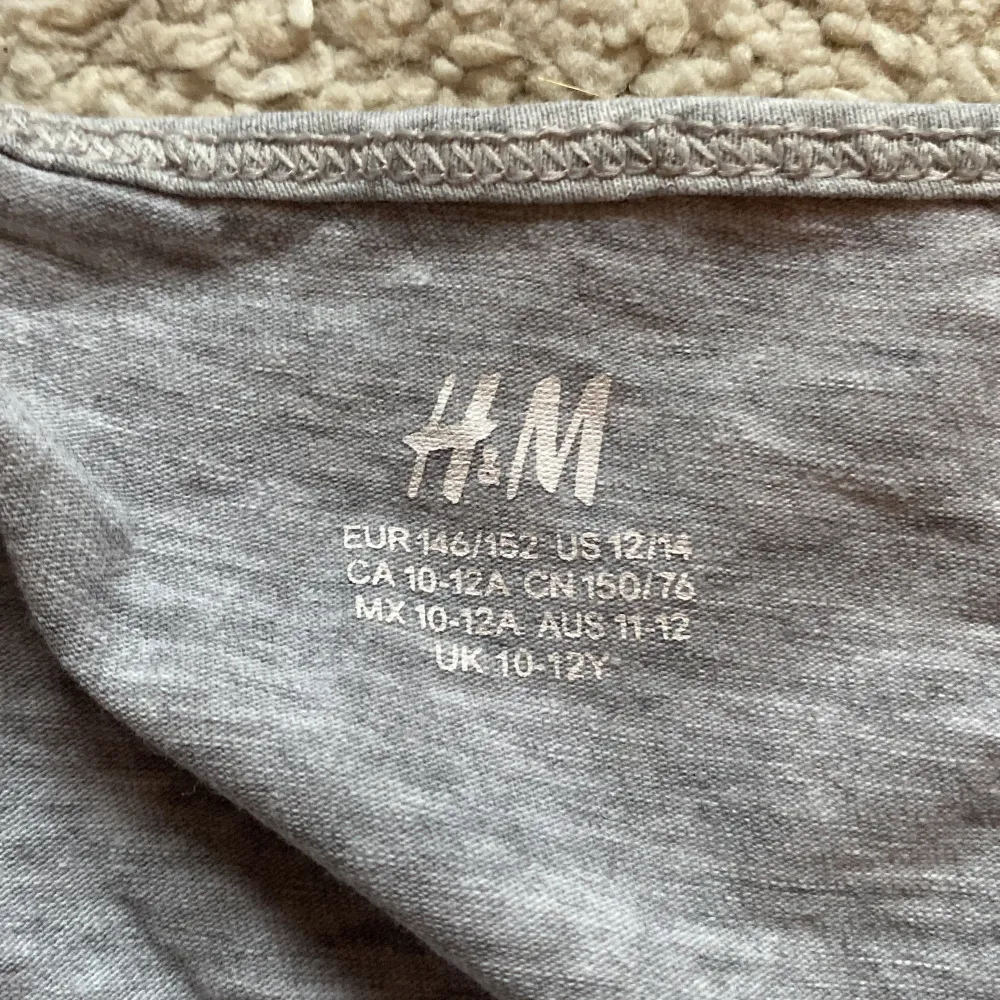 H&M
EUR 146/152 US 12/14
CA 10-12A CN 150/76
MX 10-12A AUS 11-12
UK 10-12Y